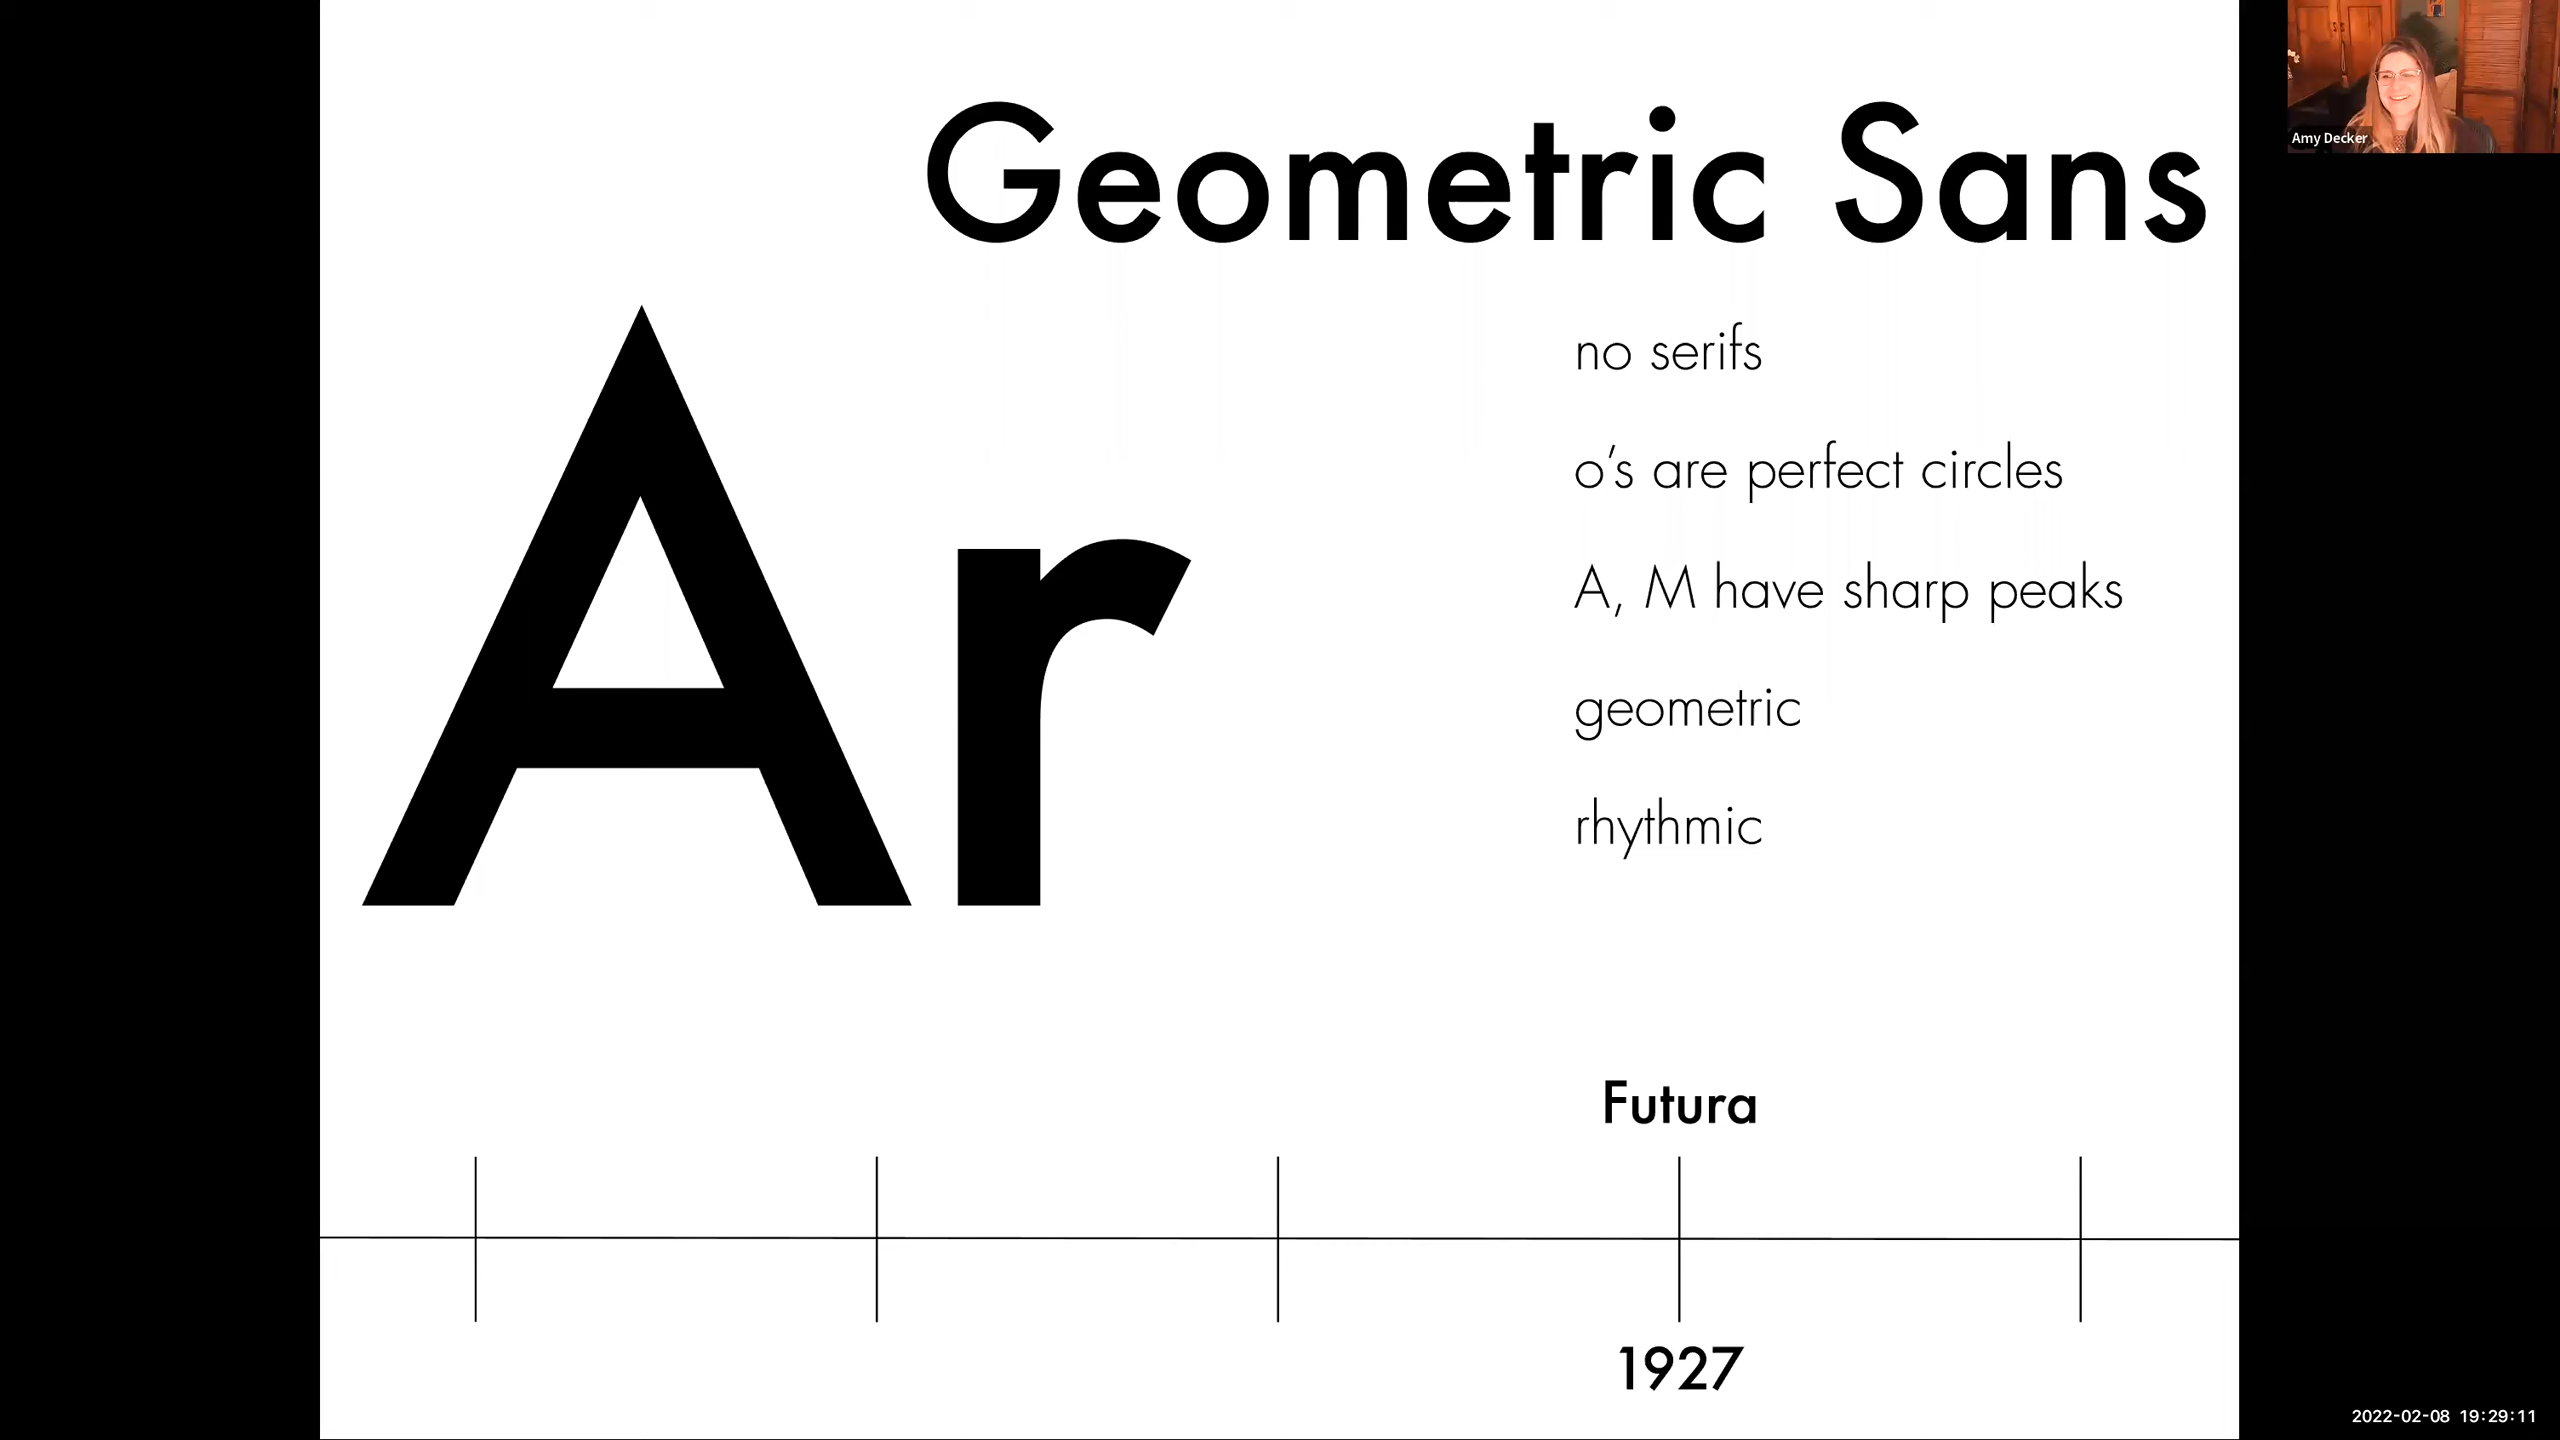 Geometric Sans
Ar
no serifs
o's are perfect circles
A, M have sharp peaks
geometric
rhythmic
Futura
1927
Amy Decker
2022-02-08 19:29:11